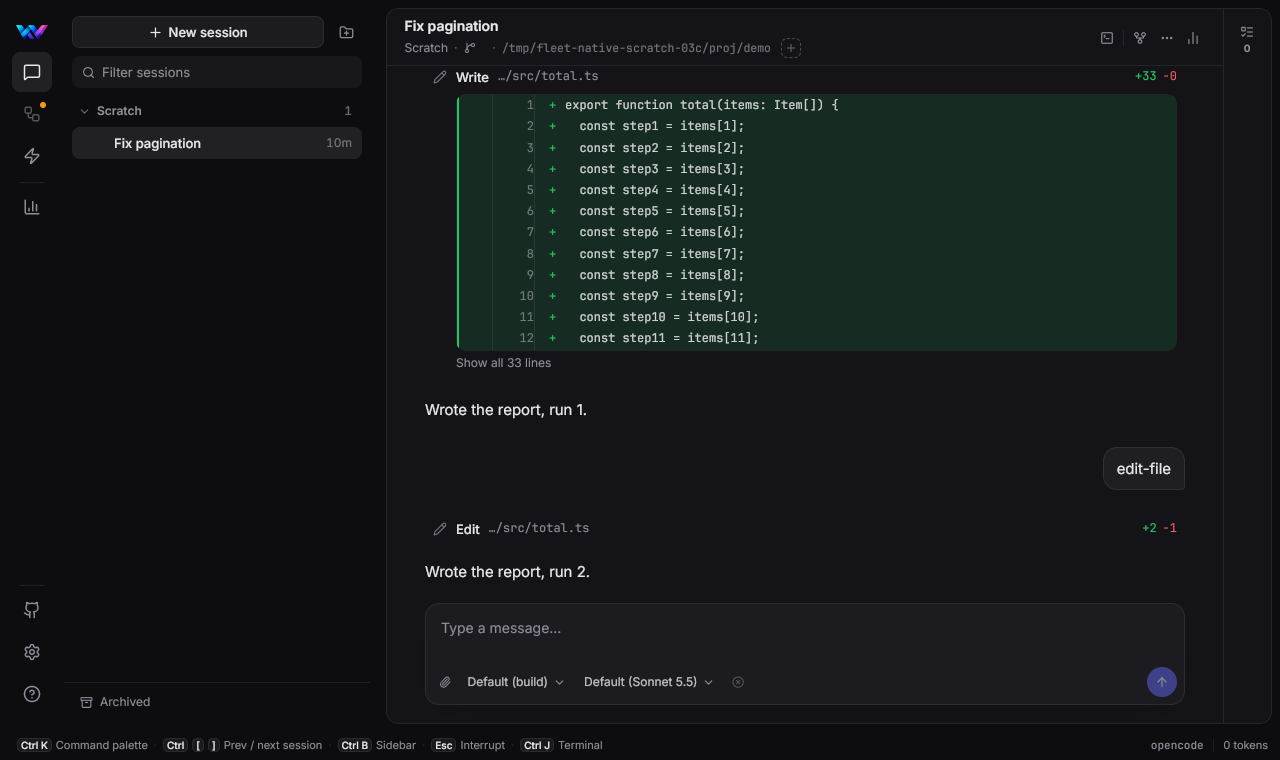 New session
Filter sessions
Scratch 1
Fix pagination 10m
Archived
Fix pagination
Scratch · · /tmp/fleet-native-scratch-03c/proj/demo
0
Write …/src/total.ts +33 -0
1 + export function total(items: Item[]) {
2 + const step1 = items[1];
3 + const step2 = items[2];
4 + const step3 = items[3];
5 + const step4 = items[4];
6 + const step5 = items[5];
7 + const step6 = items[6];
8 + const step7 = items[7];
9 + const step8 = items[8];
10 + const step9 = items[9];
11 + const step10 = items[10];
12 + const step11 = items[11];
Show all 33 lines
Wrote the report, run 1.
edit-file
Edit …/src/total.ts +2 -1
Wrote the report, run 2.
Type a message…
Default (build) Default (Sonnet 5.5)
Ctrl K Command palette · Ctrl [ ] Prev / next session · Ctrl B Sidebar · Esc Interrupt · Ctrl J Terminal opencode 0 tokens